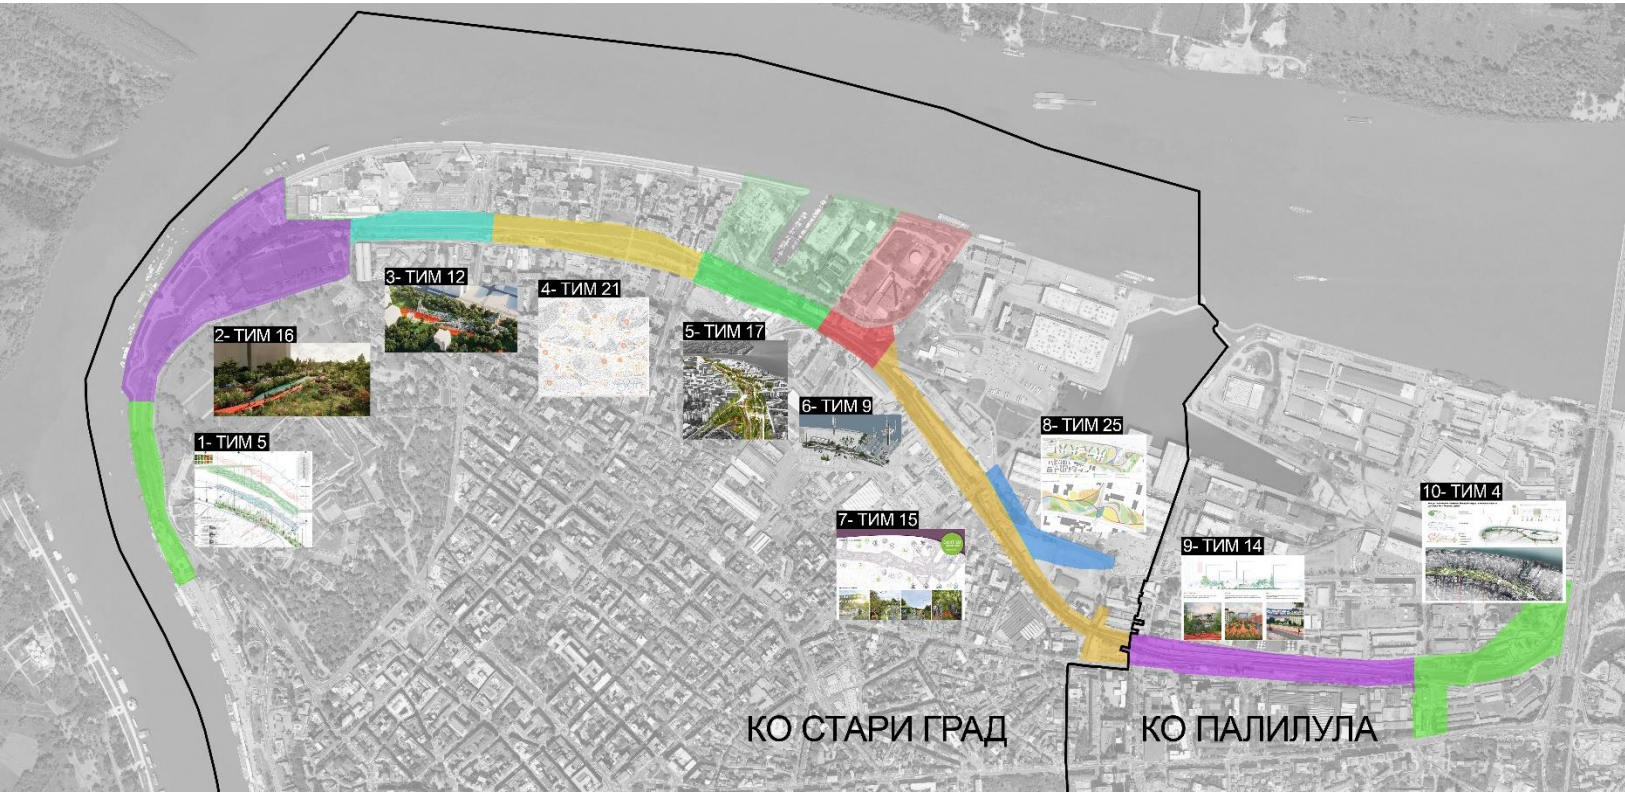 1- ТИМ 5
2- ТИМ 16
3- ТИМ 12
4- ТИМ 21
5- ТИМ 17
6- ТИМ 9
7- ТИМ 15
8- ТИМ 25
9- ТИМ 14
10- ТИМ 4
КО СТАРИ ГРАД
КО ПАЛИЛУЛА